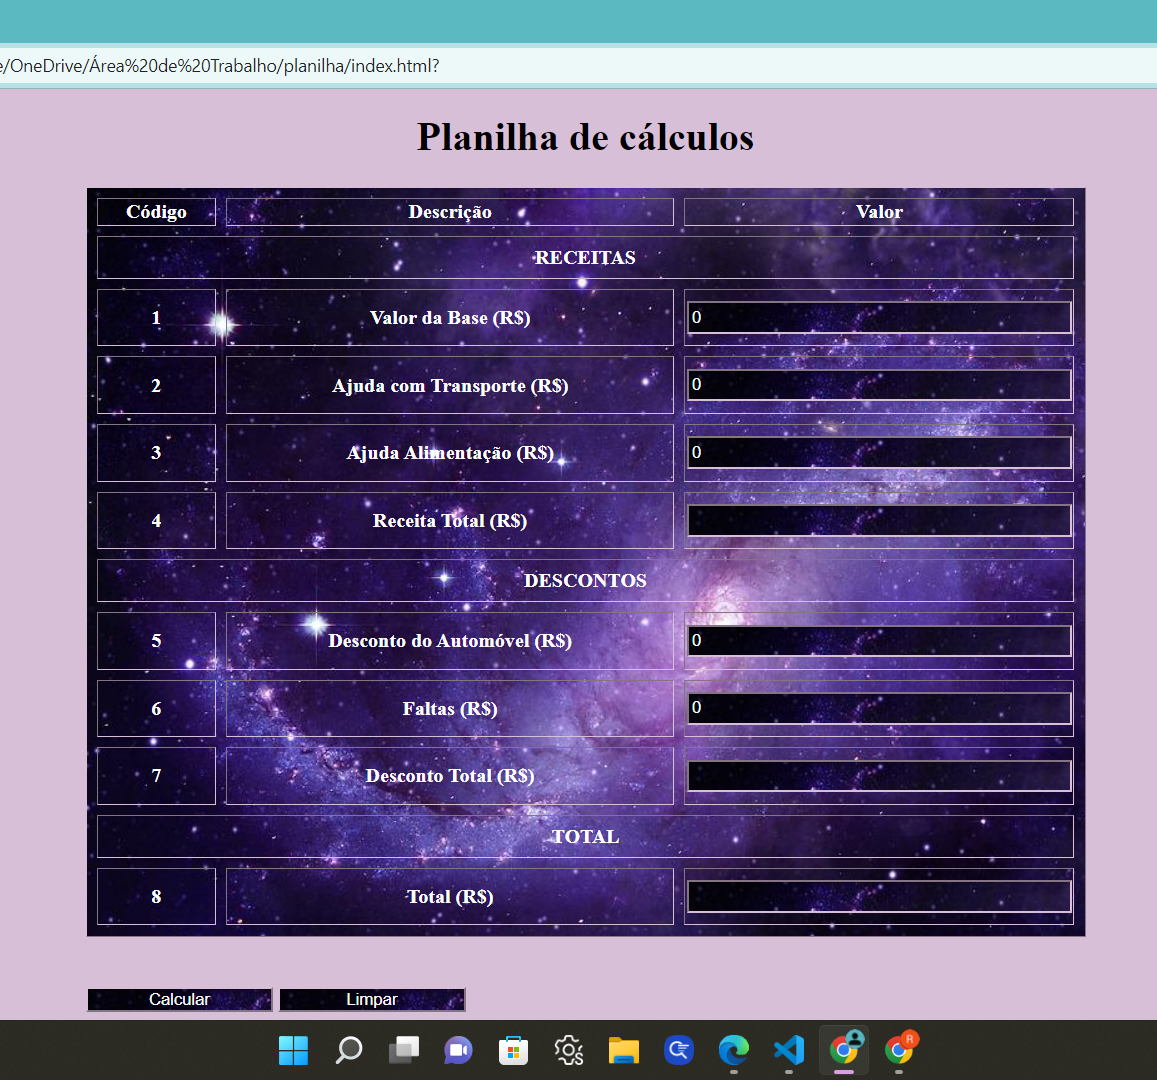 e/OneDrive/Área%20de%20Trabalho/planilha/index.html?
Planilha de cálculos
Código Descrição Valor
RECEITAS
1 Valor da Base (R$) 0
2 Ajuda com Transporte (R$) 0
3 Ajuda Alimentação (R$) 0
4 Receita Total (R$)
DESCONTOS
5 Desconto do Automóvel (R$) 0
6 Faltas (R$) 0
7 Desconto Total (R$)
TOTAL
8 Total (R$)
Calcular Limpar
R